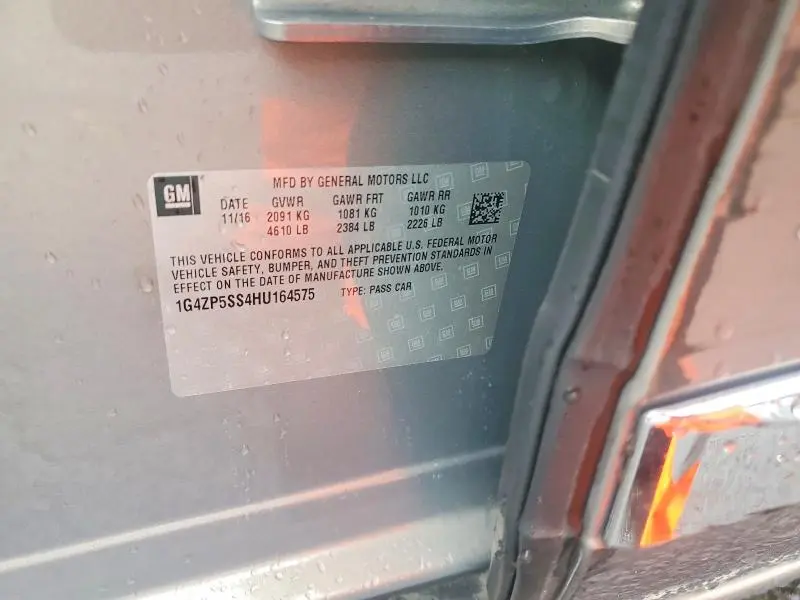 GM
MFD BY GENERAL MOTORS LLC
DATE GVWR GAWR FRT GAWR RR
11/16 2091 KG 1081 KG 1010 KG
4610 LB 2384 LB 2226 LB
THIS VEHICLE CONFORMS TO ALL APPLICABLE U.S. FEDERAL MOTOR
VEHICLE SAFETY, BUMPER, AND THEFT PREVENTION STANDARDS IN
EFFECT ON THE DATE OF MANUFACTURE SHOWN ABOVE.
1G4ZP5SS4HU164575 TYPE: PASS CAR